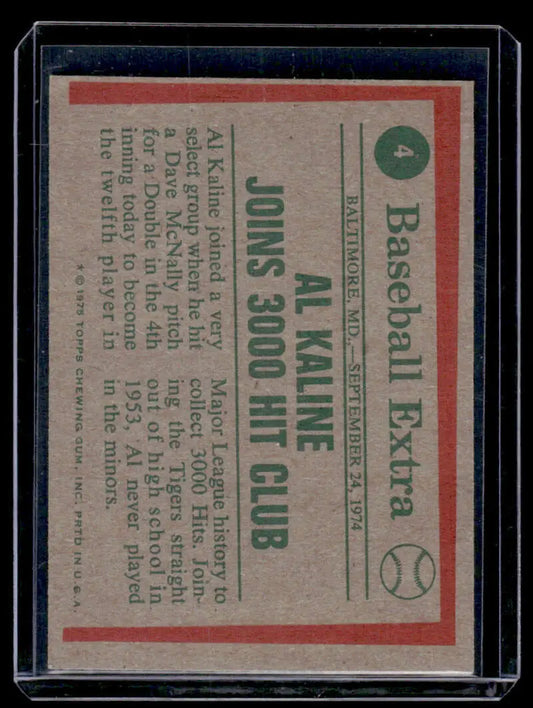 4 Baseball Extra
BALTIMORE, MD.,—SEPTEMBER 24, 1974
AL KALINE
JOINS 3000 HIT CLUB
Al Kaline joined a very
select group when he hit
a Dave McNally pitch
for a Double in the 4th
inning today to become
the twelfth player in
Major League history to
collect 3000 Hits. Join-
ing the Tigers straight
out of high school in
1953, Al never played
in the minors.
★ © 1975 TOPPS CHEWING GUM, INC. PRTD IN U.S.A.